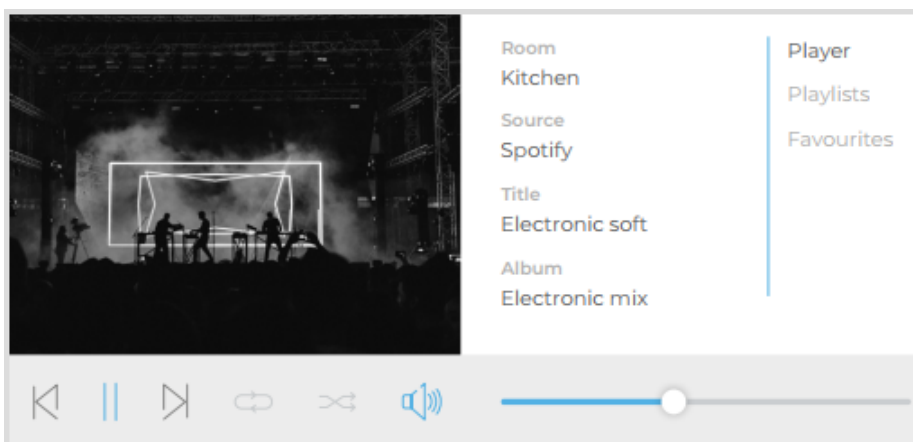 Room
Kitchen
Source
Spotify
Title
Electronic soft
Album
Electronic mix
Player
Playlists
Favourites